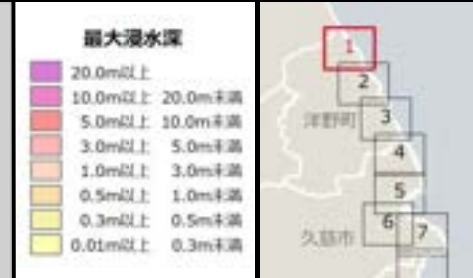 最大浸水深
20.0m以上
10.0m以上 20.0m未満
5.0m以上 10.0m未満
3.0m以上 5.0m未満
1.0m以上 3.0m未満
0.5m以上 1.0m未満
0.3m以上 0.5m未満
0.01m以上 0.3m未満
1
2
洋野町
3
4
5
6
7
久慈市